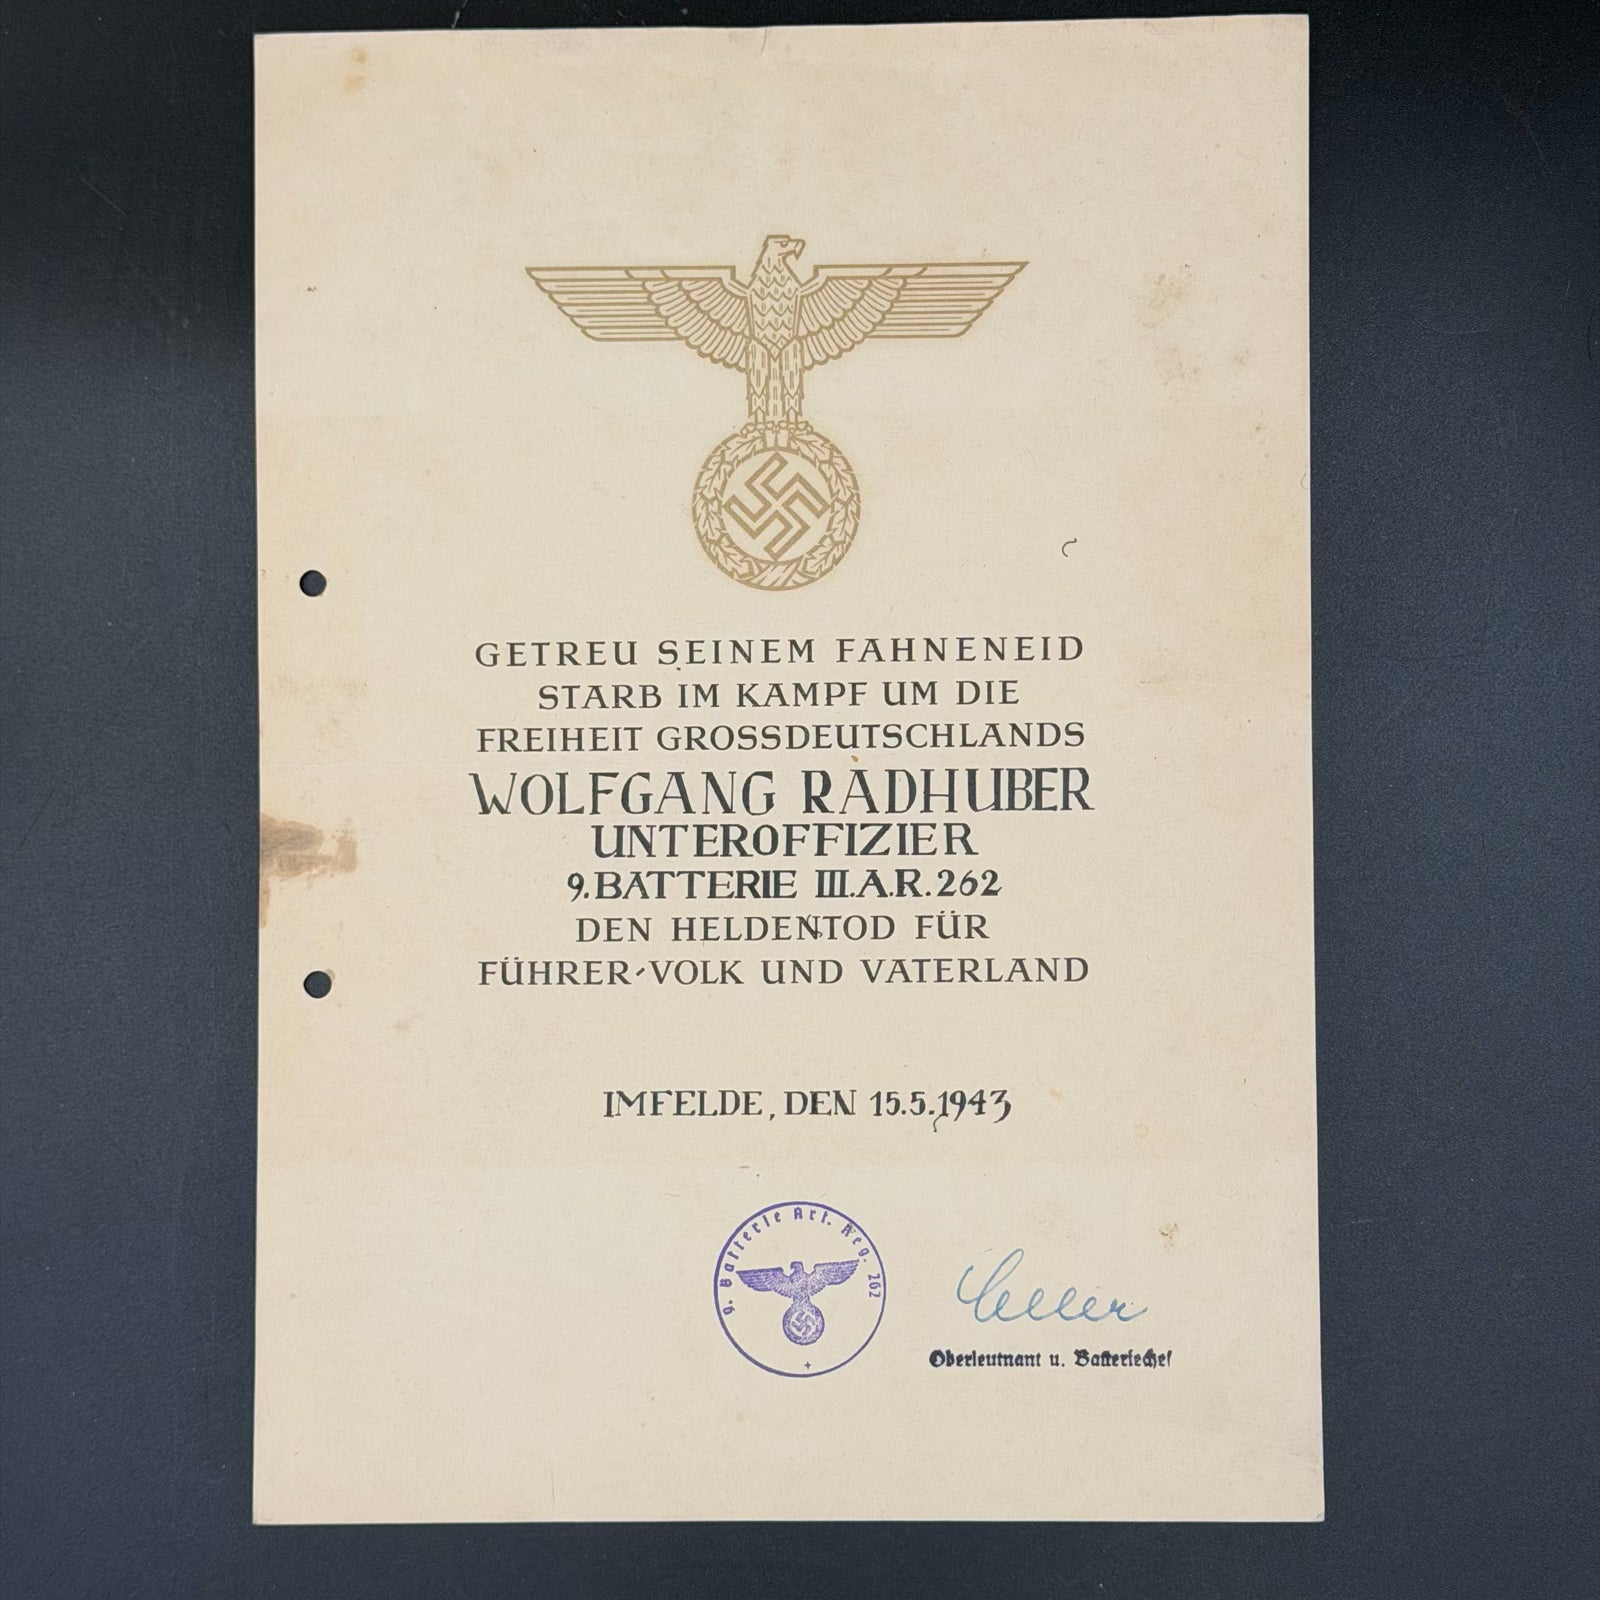 GETREU SEINEM FAHNENEID
STARB IM KAMPF UM DIE
FREIHEIT GROSSDEUTSCHLANDS
WOLFGANG RADHUBER
UNTEROFFIZIER
9. BATTERIE III. A.R. 262
DEN HELDENTOD FÜR
FÜHRER-VOLK UND VATERLAND
IMFELDE, DEN 15.5.1943
9. Batterie Art. Reg. 262
Oberleutnant u. Batteriechef